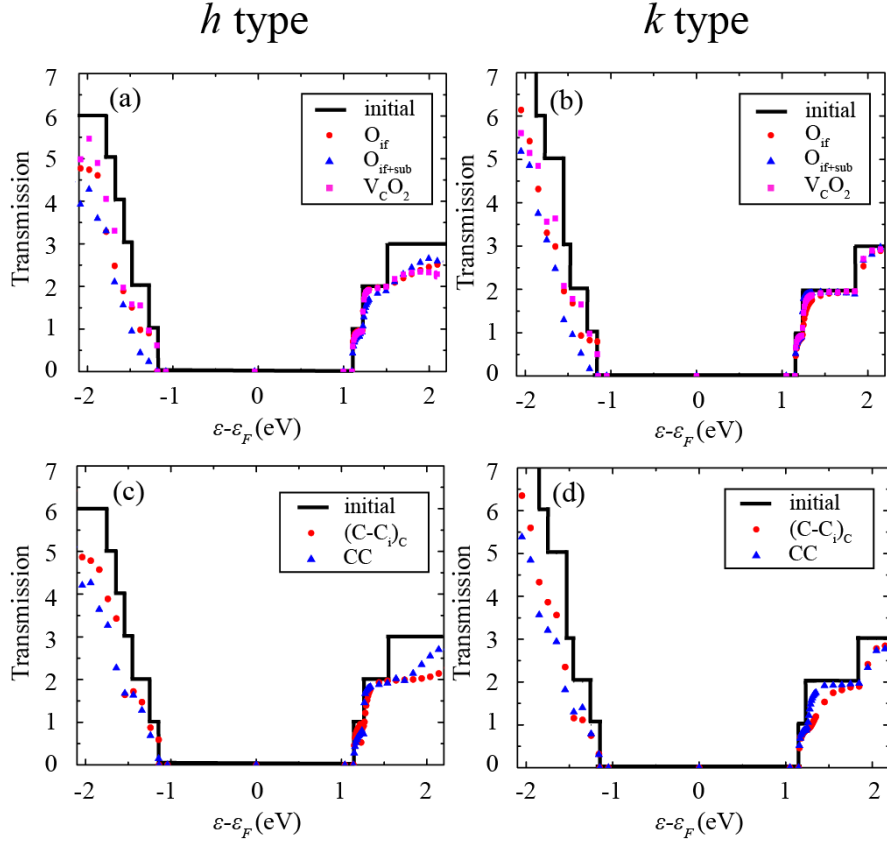 h type
k type
(a)
initial
O_if
O_if+sub
V_CO_2
Transmission
7
6
5
4
3
2
1
0
-2 -1 0 1 2
ε-ε_F (eV)
(b)
initial
O_if
O_if+sub
V_CO_2
Transmission
7
6
5
4
3
2
1
0
-2 -1 0 1 2
ε-ε_F (eV)
(c)
initial
(C-C_i)_C
CC
Transmission
7
6
5
4
3
2
1
0
-2 -1 0 1 2
ε-ε_F (eV)
(d)
initial
(C-C_i)_C
CC
Transmission
7
6
5
4
3
2
1
0
-2 -1 0 1 2
ε-ε_F (eV)